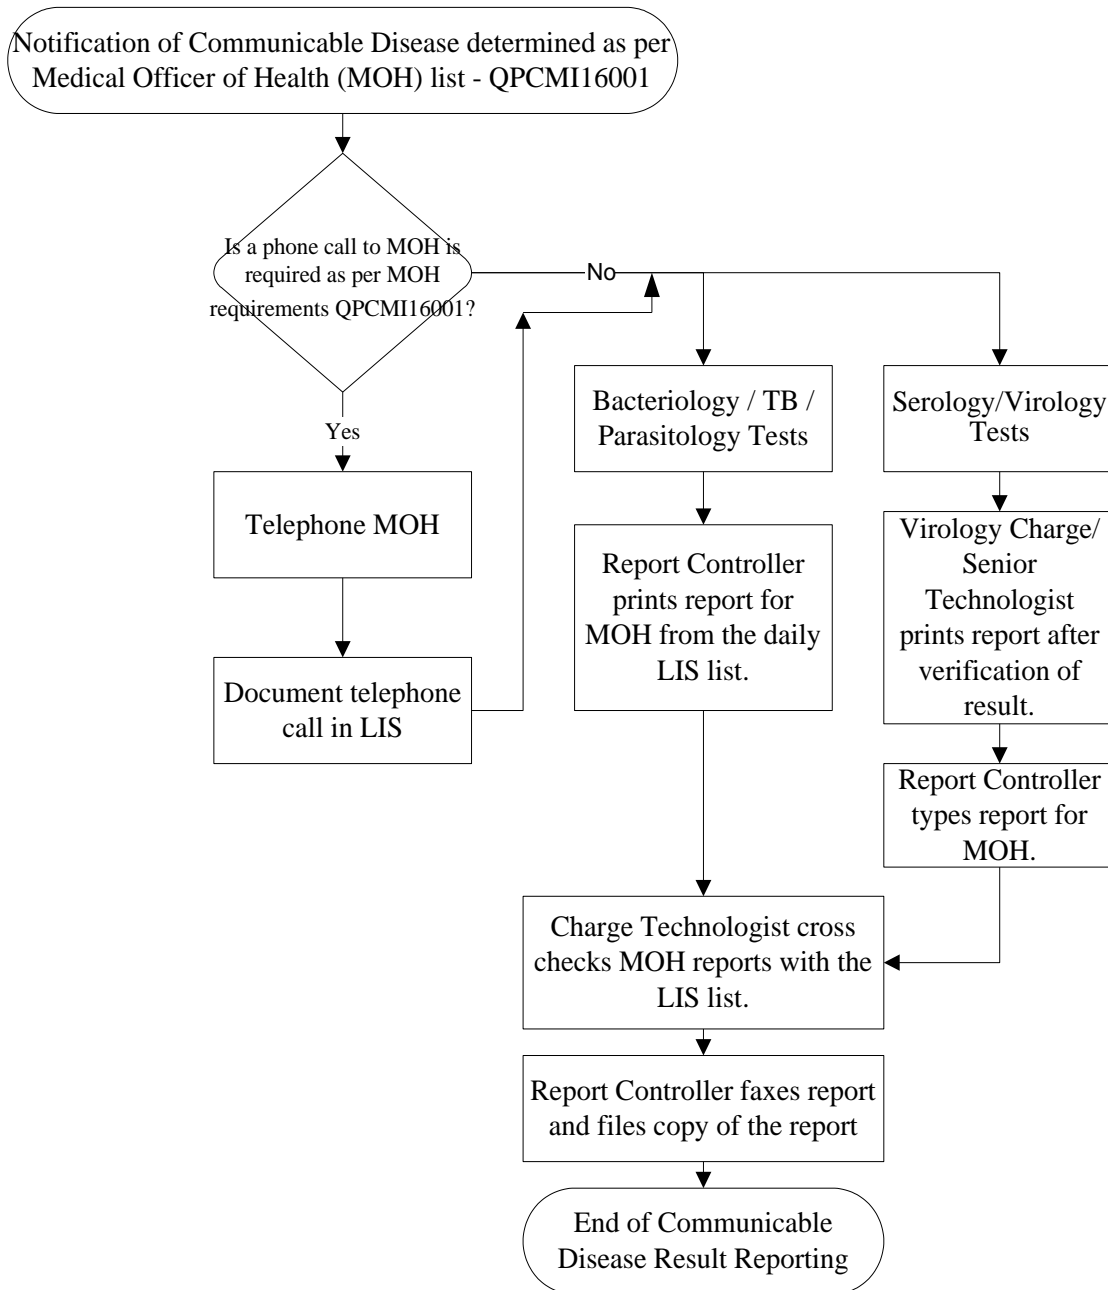 Notification of Communicable Disease determined as per
Medical Officer of Health (MOH) list - QPCMI16001
Is a phone call to MOH is
required as per MOH
requirements QPCMI16001?
No
Yes
Telephone MOH
Document telephone
call in LIS
Bacteriology / TB /
Parasitology Tests
Report Controller
prints report for
MOH from the daily
LIS list.
Serology/Virology
Tests
Virology Charge/
Senior
Technologist
prints report after
verification of
result.
Report Controller
types report for
MOH.
Charge Technologist cross
checks MOH reports with the
LIS list.
Report Controller faxes report
and files copy of the report
End of Communicable
Disease Result Reporting